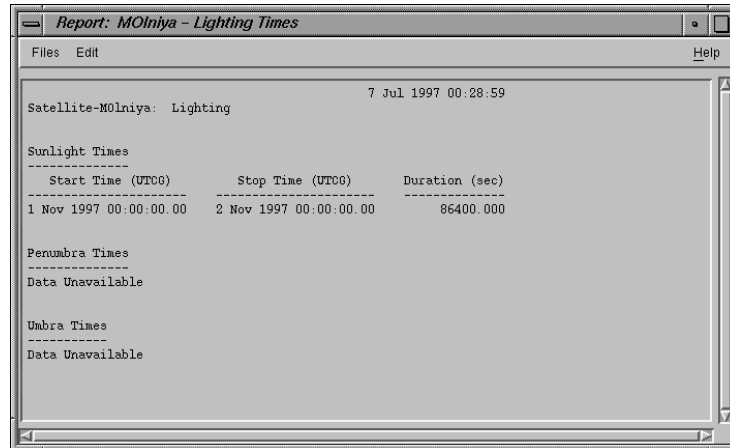 Report: MOlniya – Lighting Times
Files Edit Help
7 Jul 1997 00:28:59
Satellite-MOlniya: Lighting
Sunlight Times
--------------
Start Time (UTCG) Stop Time (UTCG) Duration (sec)
---------------------- ---------------------- --------------
1 Nov 1997 00:00:00.00 2 Nov 1997 00:00:00.00 86400.000
Penumbra Times
--------------
Data Unavailable
Umbra Times
-----------
Data Unavailable